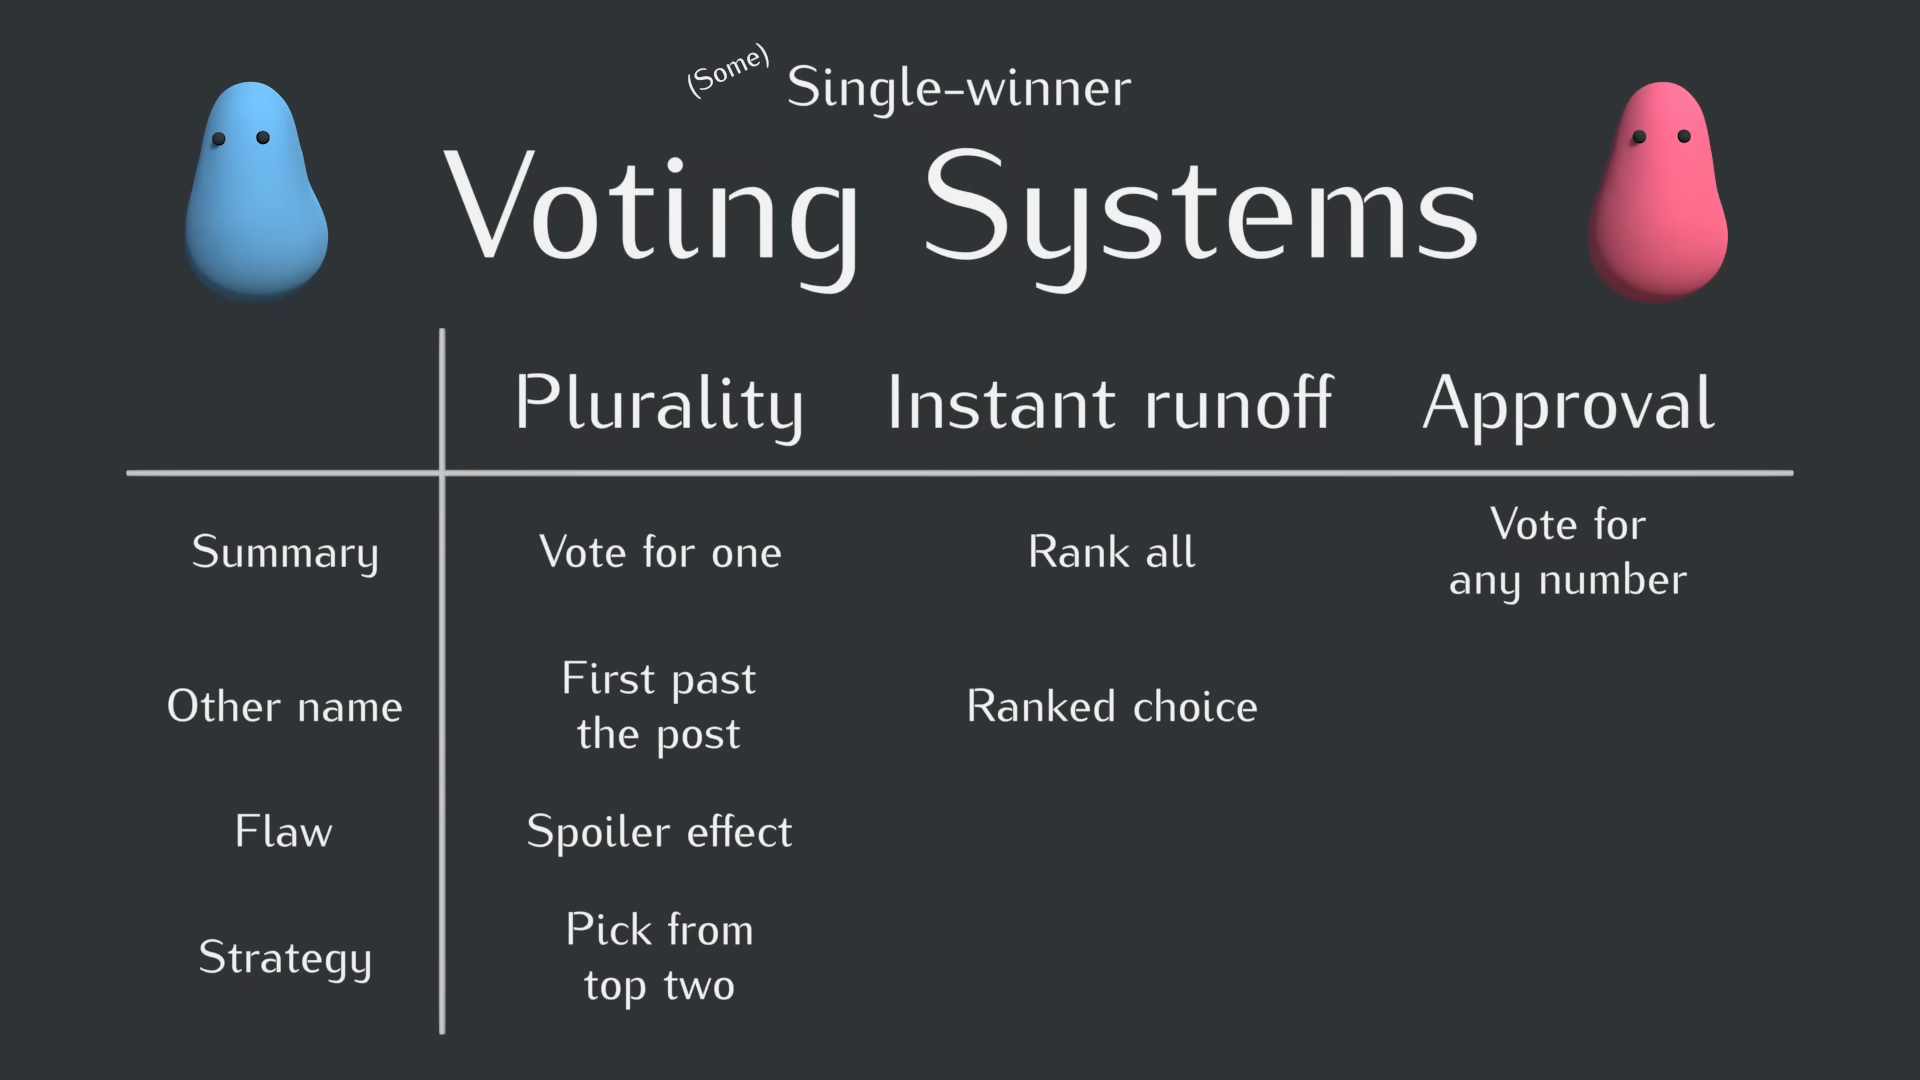 (Some) Single-winner
Voting Systems
Plurality Instant runoff Approval
Summary
Vote for one
Rank all
Vote for
any number
Other name
First past
the post
Ranked choice
Flaw
Spoiler effect
Strategy
Pick from
top two